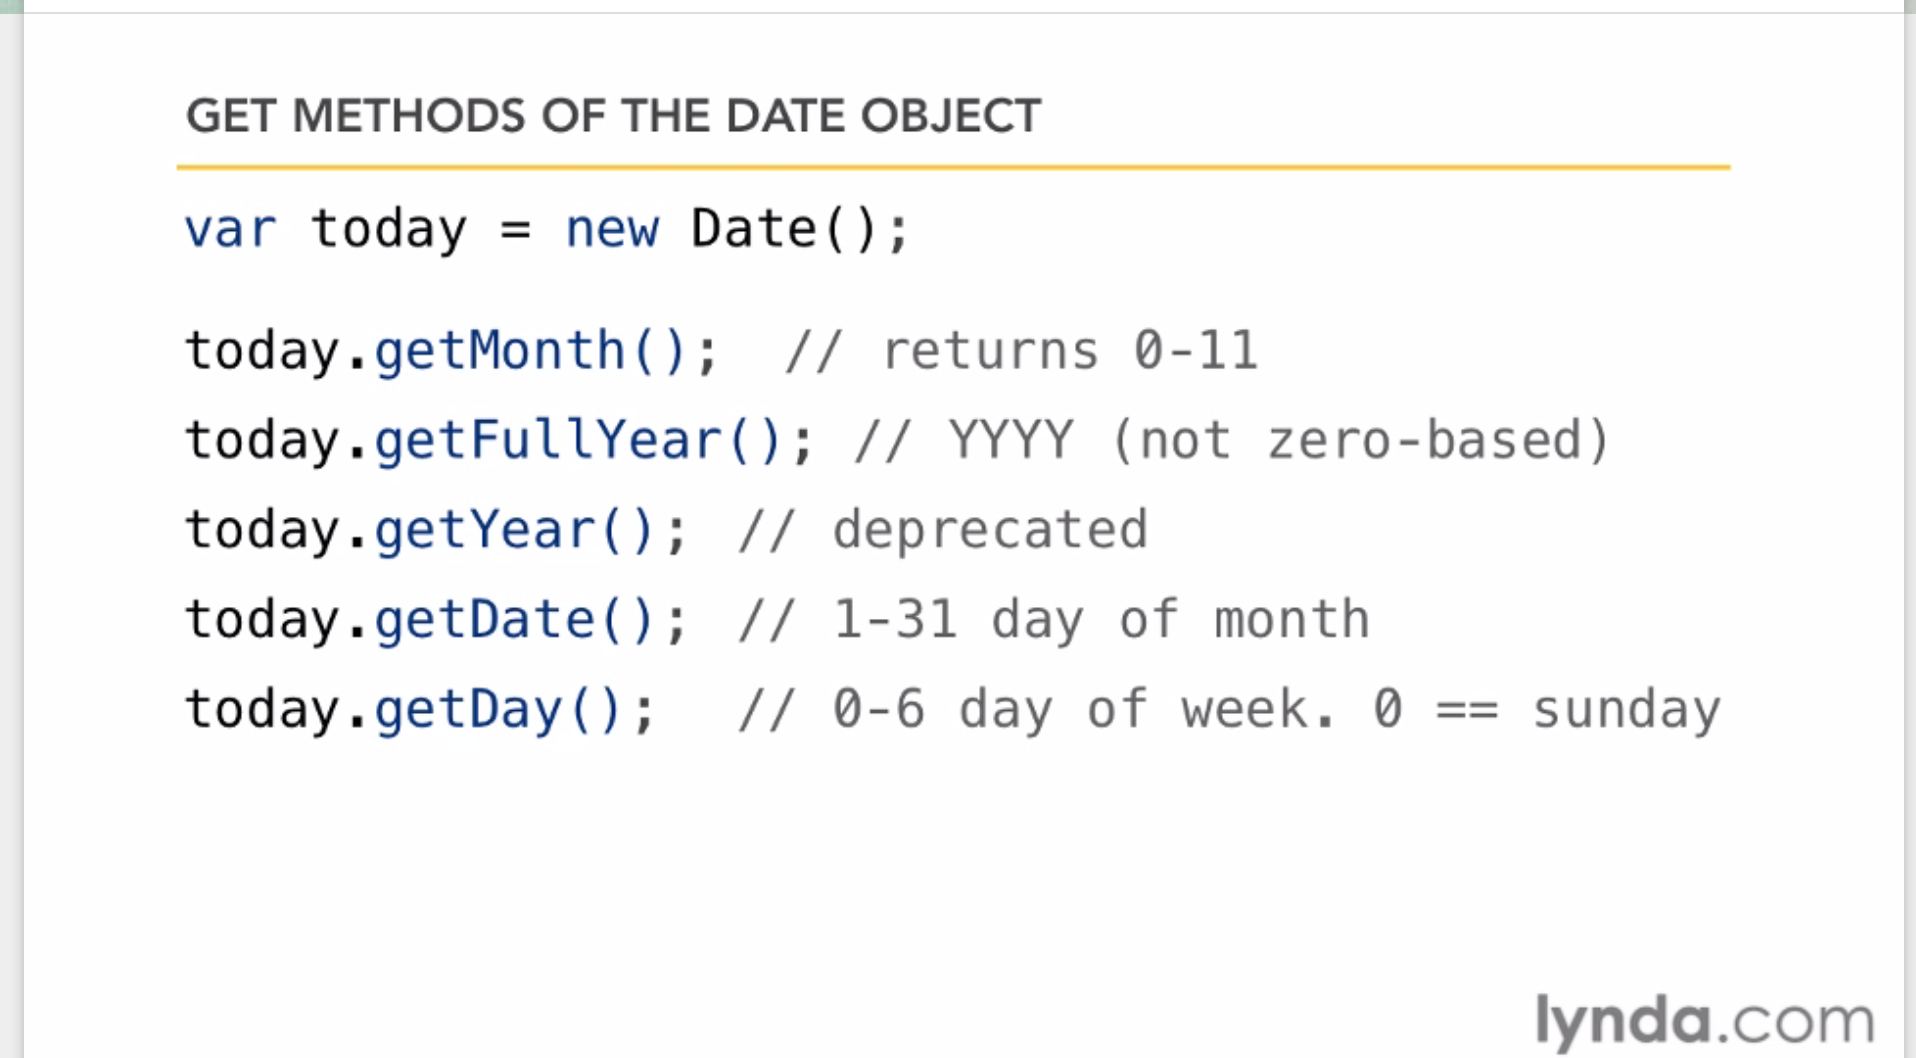 GET METHODS OF THE DATE OBJECT
var today = new Date();
today.getMonth();  // returns 0-11
today.getFullYear(); // YYYY (not zero-based)
today.getYear(); // deprecated
today.getDate(); // 1-31 day of month
today.getDay();  // 0-6 day of week. 0 == sunday
lynda.com